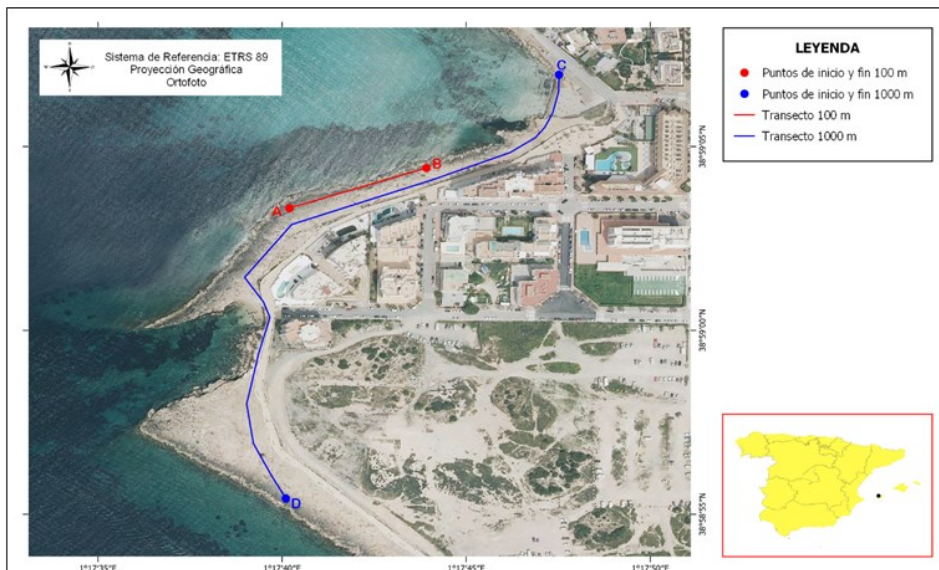 Sistema de Referencia: ETRS 89
Proyección Geográfica
Ortofoto
LEYENDA
Puntos de inicio y fin 100 m
Puntos de inicio y fin 1000 m
Transecto 100 m
Transecto 1000 m
C
B
A
D
38°59'05"N
38°59'00"N
38°58'55"N
1°17'35"E
1°17'40"E
1°17'45"E
1°17'50"E